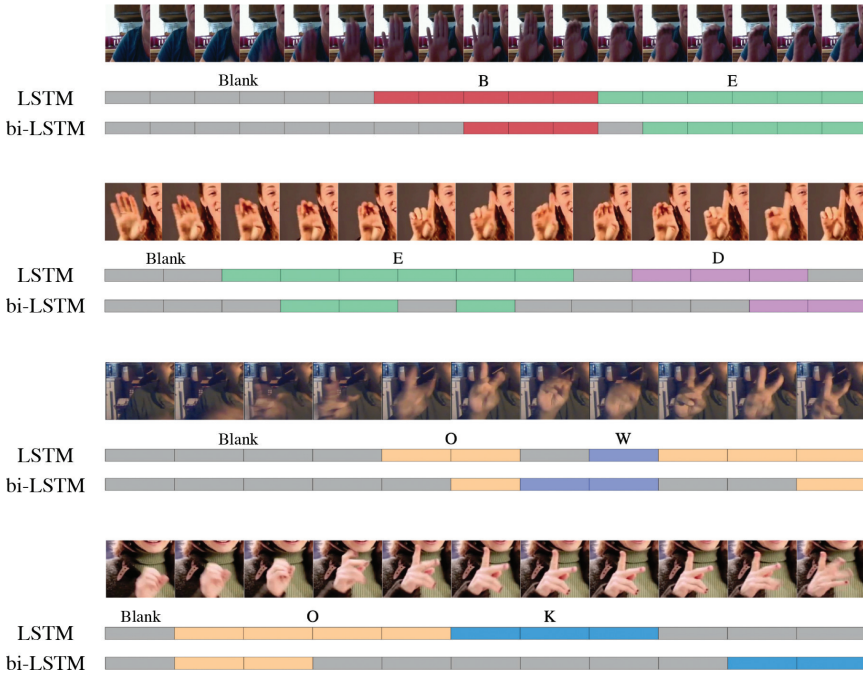 Blank B E
LSTM
bi-LSTM
Blank E D
LSTM
bi-LSTM
Blank O W
LSTM
bi-LSTM
Blank O K
LSTM
bi-LSTM